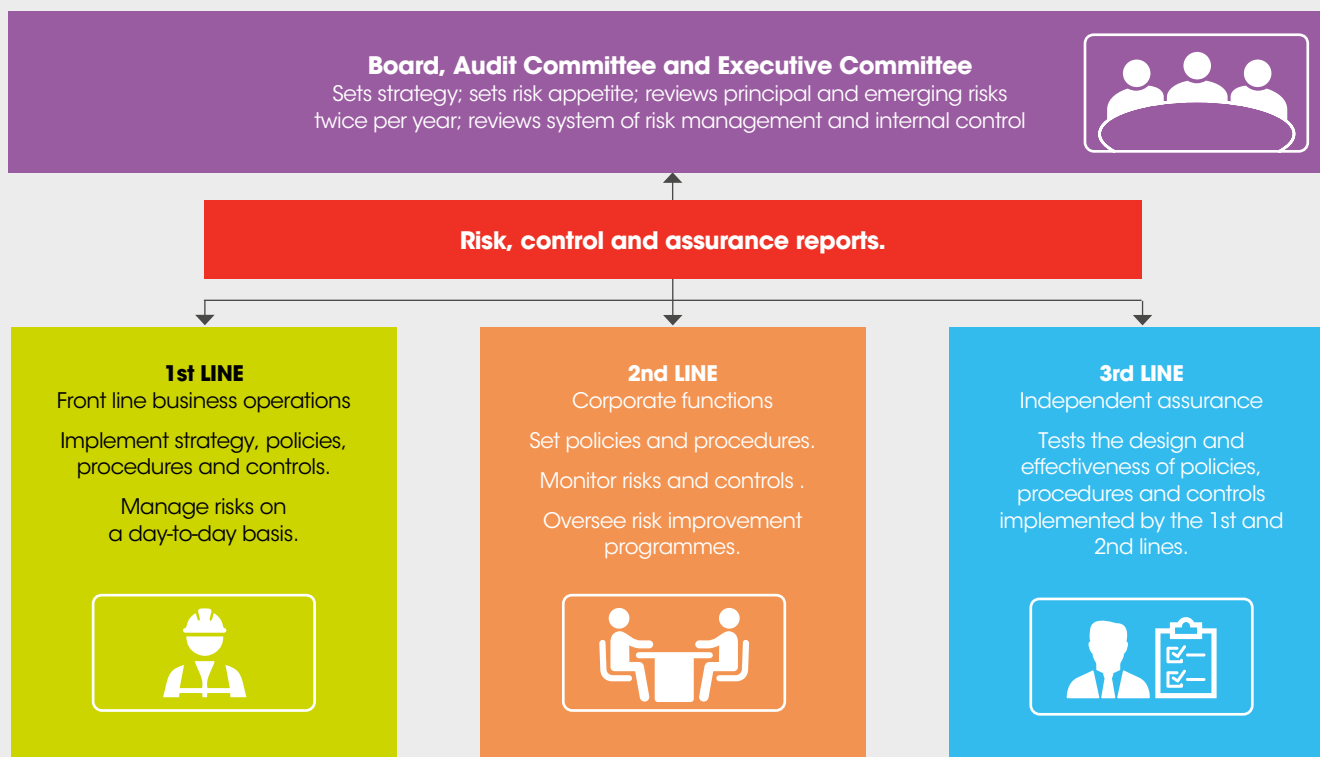 Board, Audit Committee and Executive Committee
Sets strategy; sets risk appetite; reviews principal and emerging risks
twice per year; reviews system of risk management and internal control
Risk, control and assurance reports.
1st LINE
Front line business operations
Implement strategy, policies,
procedures and controls.
Manage risks on
a day-to-day basis.
2nd LINE
Corporate functions
Set policies and procedures.
Monitor risks and controls .
Oversee risk improvement
programmes.
3rd LINE
Independent assurance
Tests the design and
effectiveness of policies,
procedures and controls
implemented by the 1st and
2nd lines.